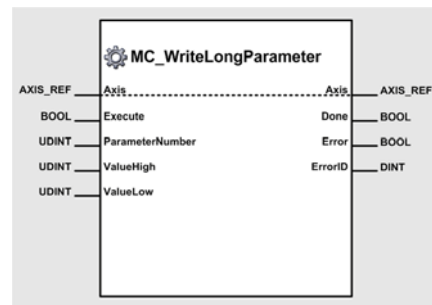 MC_WriteLongParameter
AXIS_REF Axis Axis AXIS_REF
BOOL Execute Done BOOL
UDINT ParameterNumber Error BOOL
UDINT ValueHigh ErrorID DINT
UDINT ValueLow